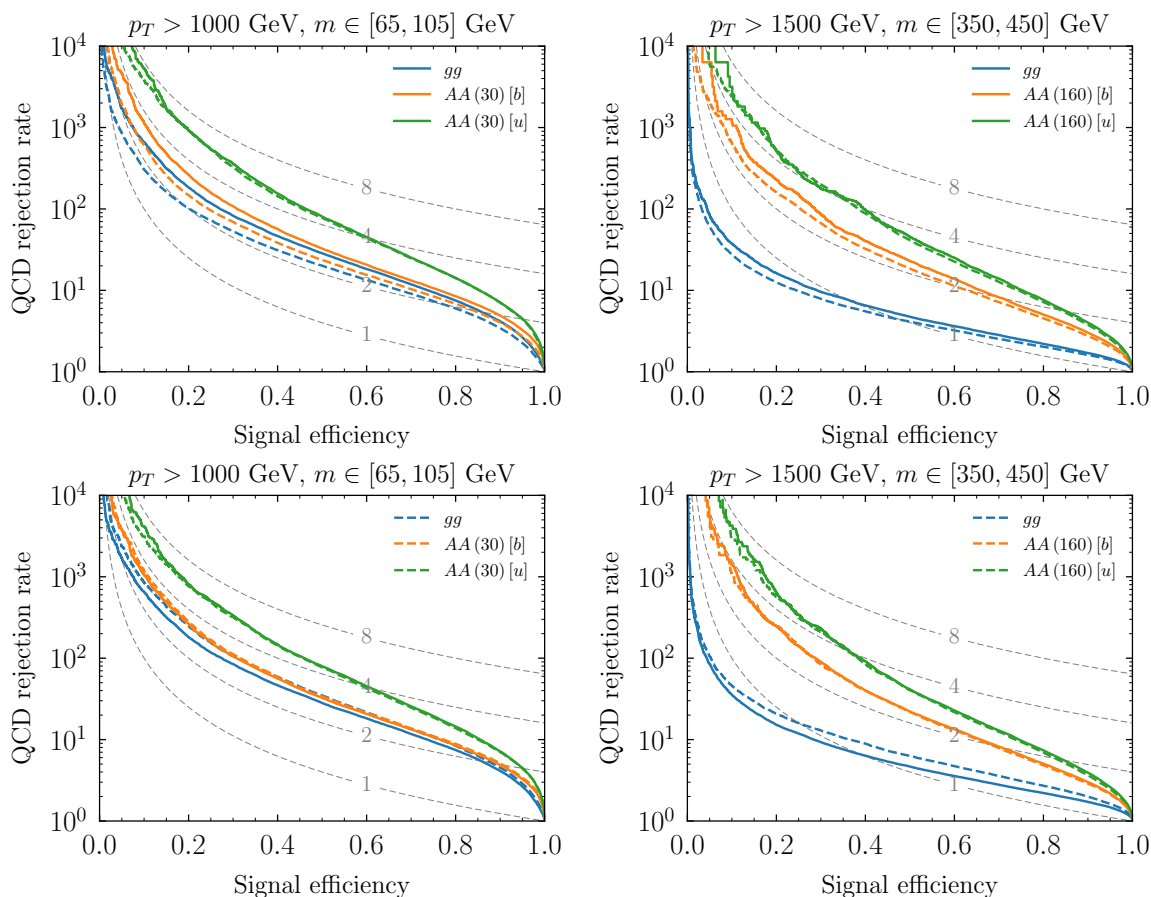 p_T > 1000 GeV, m ∈ [65, 105] GeV
QCD rejection rate
10^4
10^3
10^2
10^1
10^0
gg
AA(30)[b]
AA(30)[u]
8
4
2
1
0.0 0.2 0.4 0.6 0.8 1.0
Signal efficiency
p_T > 1500 GeV, m ∈ [350, 450] GeV
QCD rejection rate
10^4
10^3
10^2
10^1
10^0
gg
AA(160)[b]
AA(160)[u]
8
4
2
1
0.0 0.2 0.4 0.6 0.8 1.0
Signal efficiency
p_T > 1000 GeV, m ∈ [65, 105] GeV
QCD rejection rate
10^4
10^3
10^2
10^1
10^0
gg
AA(30)[b]
AA(30)[u]
8
4
2
1
0.0 0.2 0.4 0.6 0.8 1.0
Signal efficiency
p_T > 1500 GeV, m ∈ [350, 450] GeV
QCD rejection rate
10^4
10^3
10^2
10^1
10^0
gg
AA(160)[b]
AA(160)[u]
8
4
2
1
0.0 0.2 0.4 0.6 0.8 1.0
Signal efficiency